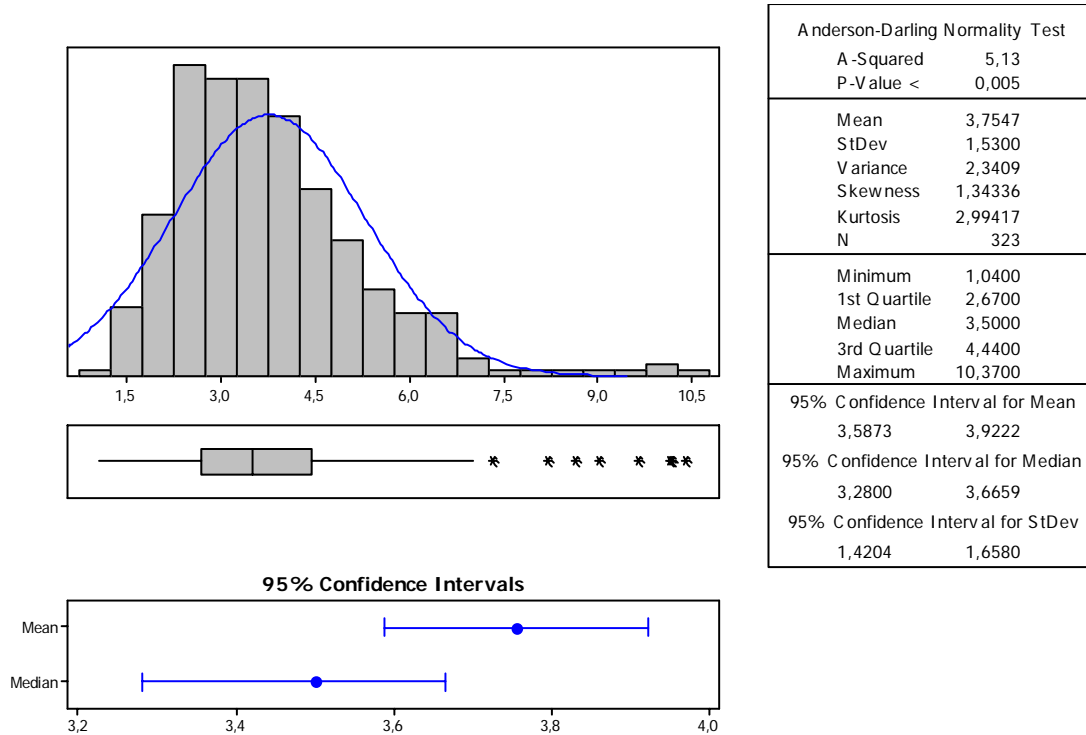 1,5 3,0 4,5 6,0 7,5 9,0 10,5
95% Confidence Intervals
Mean
Median
3,2 3,4 3,6 3,8 4,0
Anderson-Darling Normality Test
A-Squared 5,13
P-Value < 0,005
Mean 3,7547
StDev 1,5300
Variance 2,3409
Skewness 1,34336
Kurtosis 2,99417
N 323
Minimum 1,0400
1st Quartile 2,6700
Median 3,5000
3rd Quartile 4,4400
Maximum 10,3700
95% Confidence Interval for Mean
3,5873 3,9222
95% Confidence Interval for Median
3,2800 3,6659
95% Confidence Interval for StDev
1,4204 1,6580